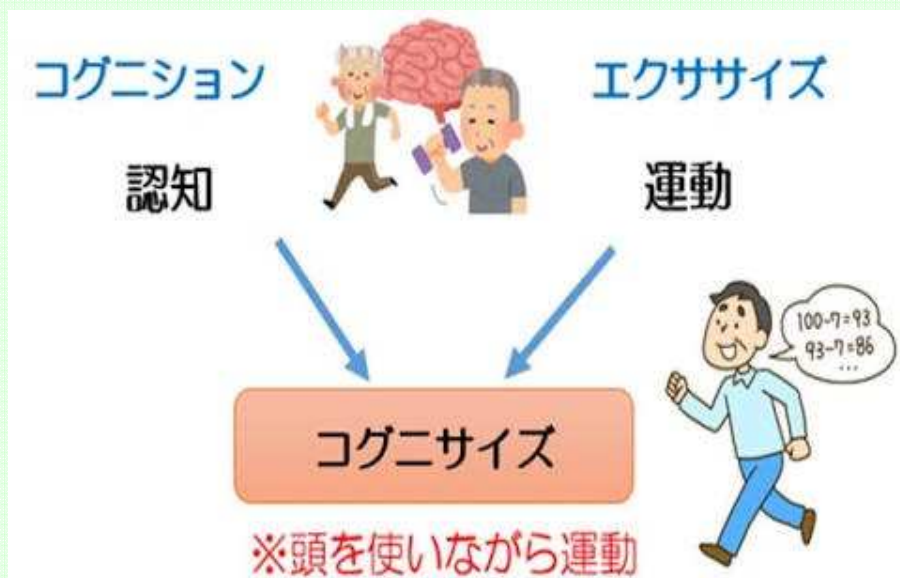 コグニション
エクササイズ
認知
運動
100-7=93
93-7=86
...
コグニサイズ
※頭を使いながら運動